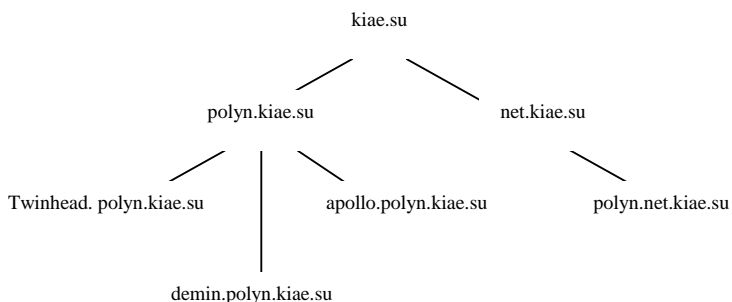 kiae.su
polyn.kiae.su
net.kiae.su
Twinhead. polyn.kiae.su
apollo.polyn.kiae.su
polyn.net.kiae.su
demin.polyn.kiae.su